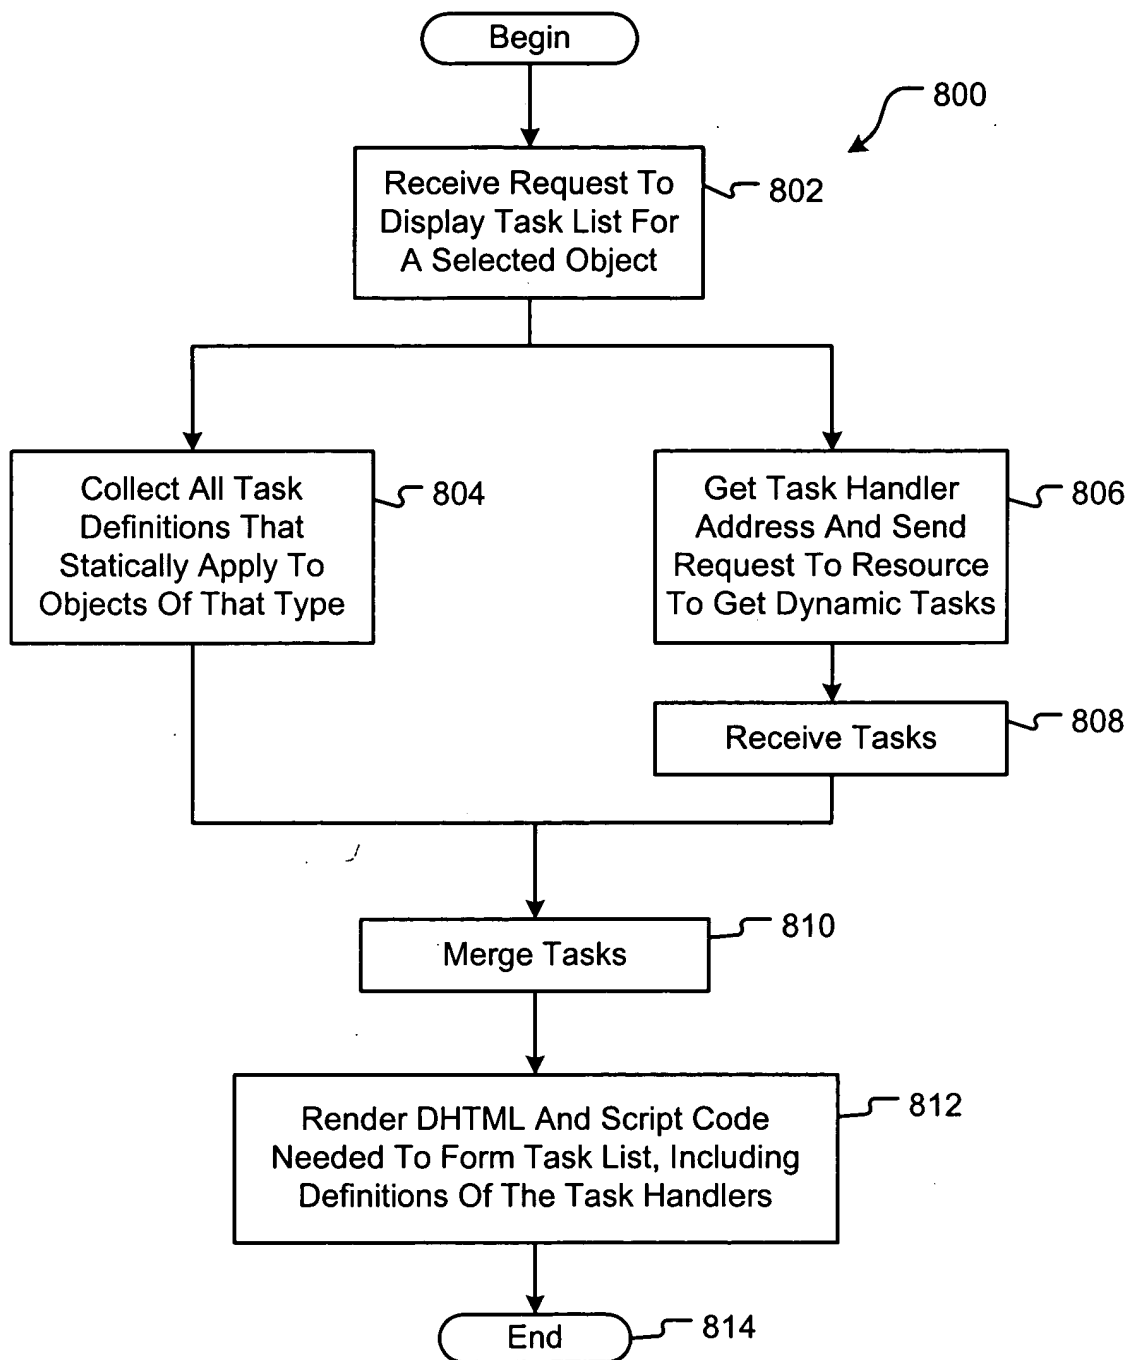 Begin
800
Receive Request To
Display Task List For
A Selected Object
802
Collect All Task
Definitions That
Statically Apply To
Objects Of That Type
804
Get Task Handler
Address And Send
Request To Resource
To Get Dynamic Tasks
806
Receive Tasks
808
Merge Tasks
810
Render DHTML And Script Code
Needed To Form Task List, Including
Definitions Of The Task Handlers
812
End
814